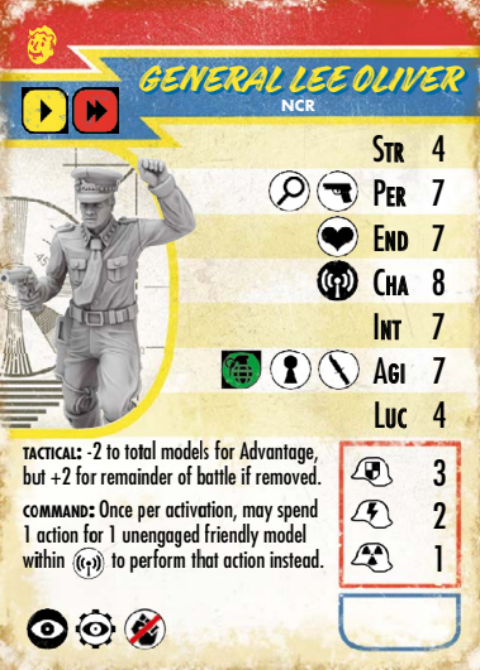 GENERAL LEE OLIVER
NCR
STR 4
PER 7
END 7
CHA 8
INT 7
AGI 7
LUC 4
TACTICAL: -2 to total models for Advantage,
but +2 for remainder of battle if removed.
COMMAND: Once per activation, may spend
1 action for 1 unengaged friendly model
within to perform that action instead.
3
2
1